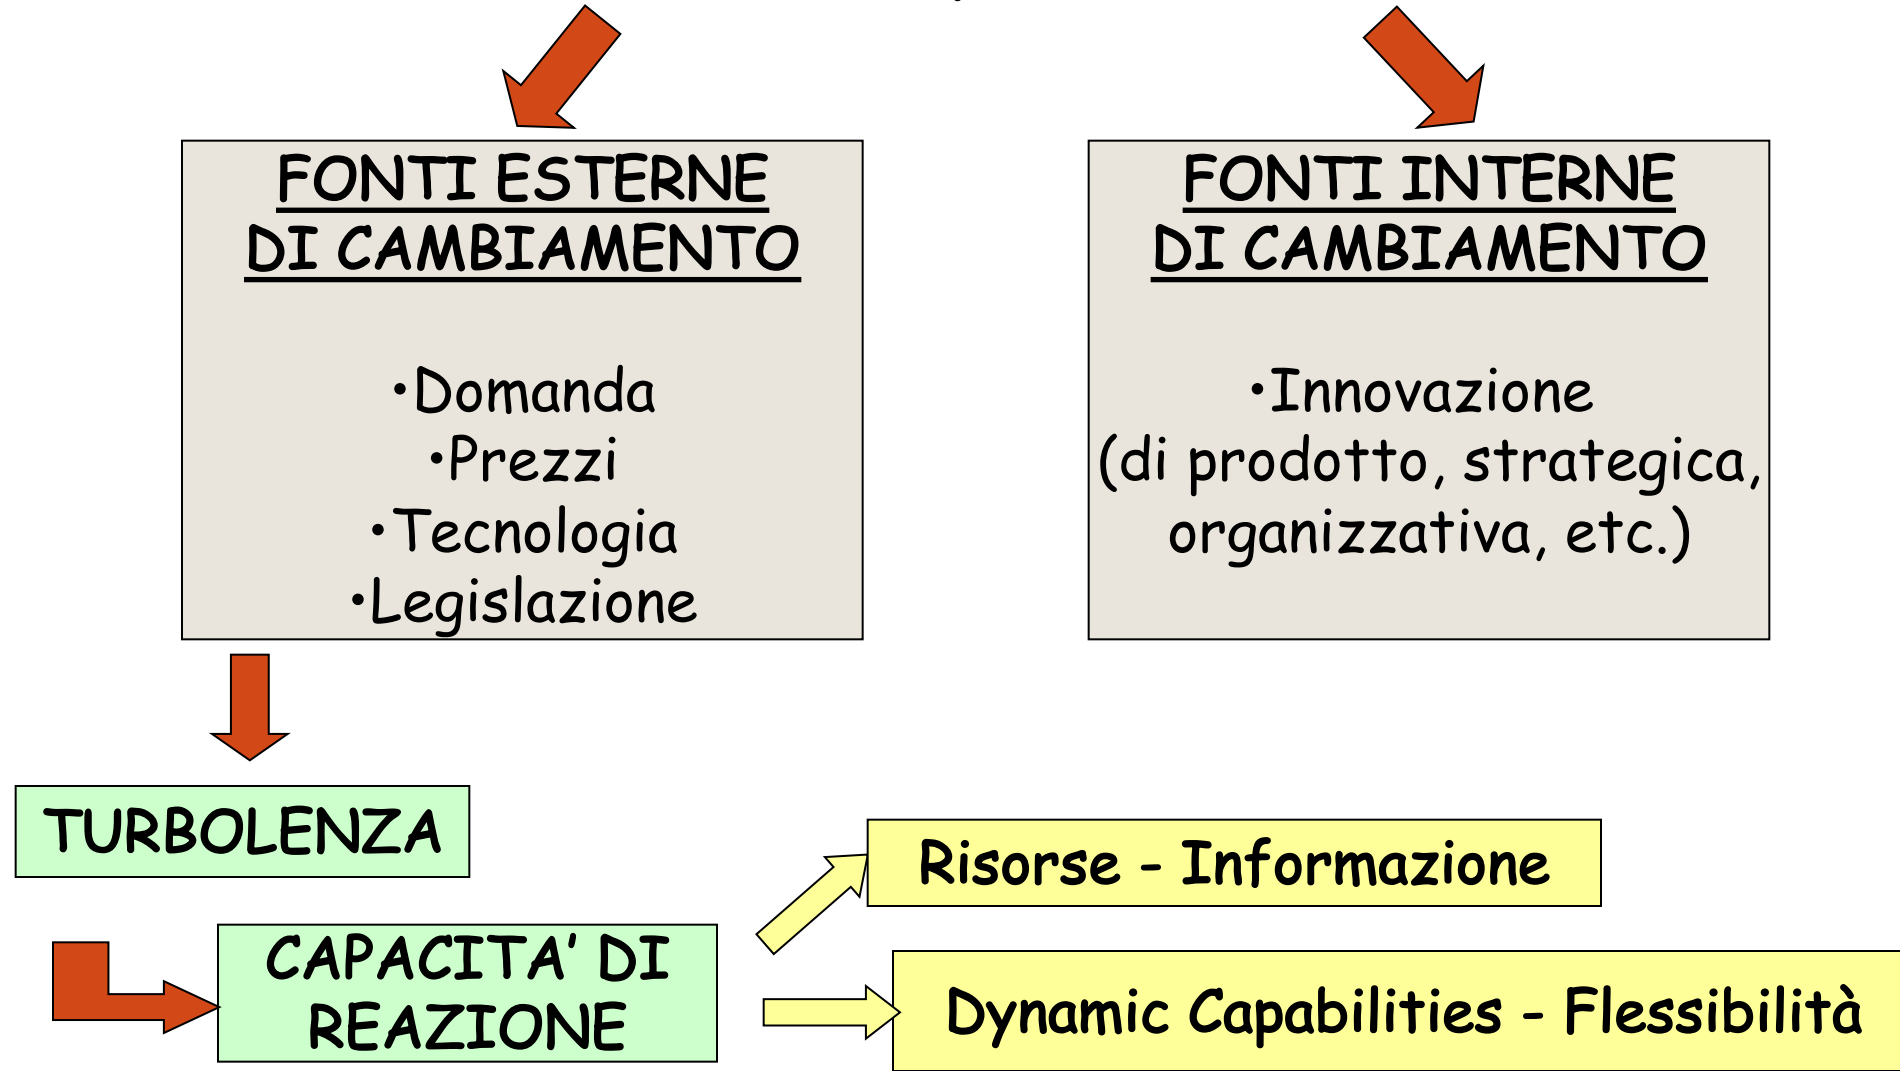 FONTI ESTERNE
DI CAMBIAMENTO
•Domanda
•Prezzi
•Tecnologia
•Legislazione
FONTI INTERNE
DI CAMBIAMENTO
•Innovazione
(di prodotto, strategica,
organizzativa, etc.)
TURBOLENZA
CAPACITA’ DI
REAZIONE
Risorse - Informazione
Dynamic Capabilities - Flessibilità